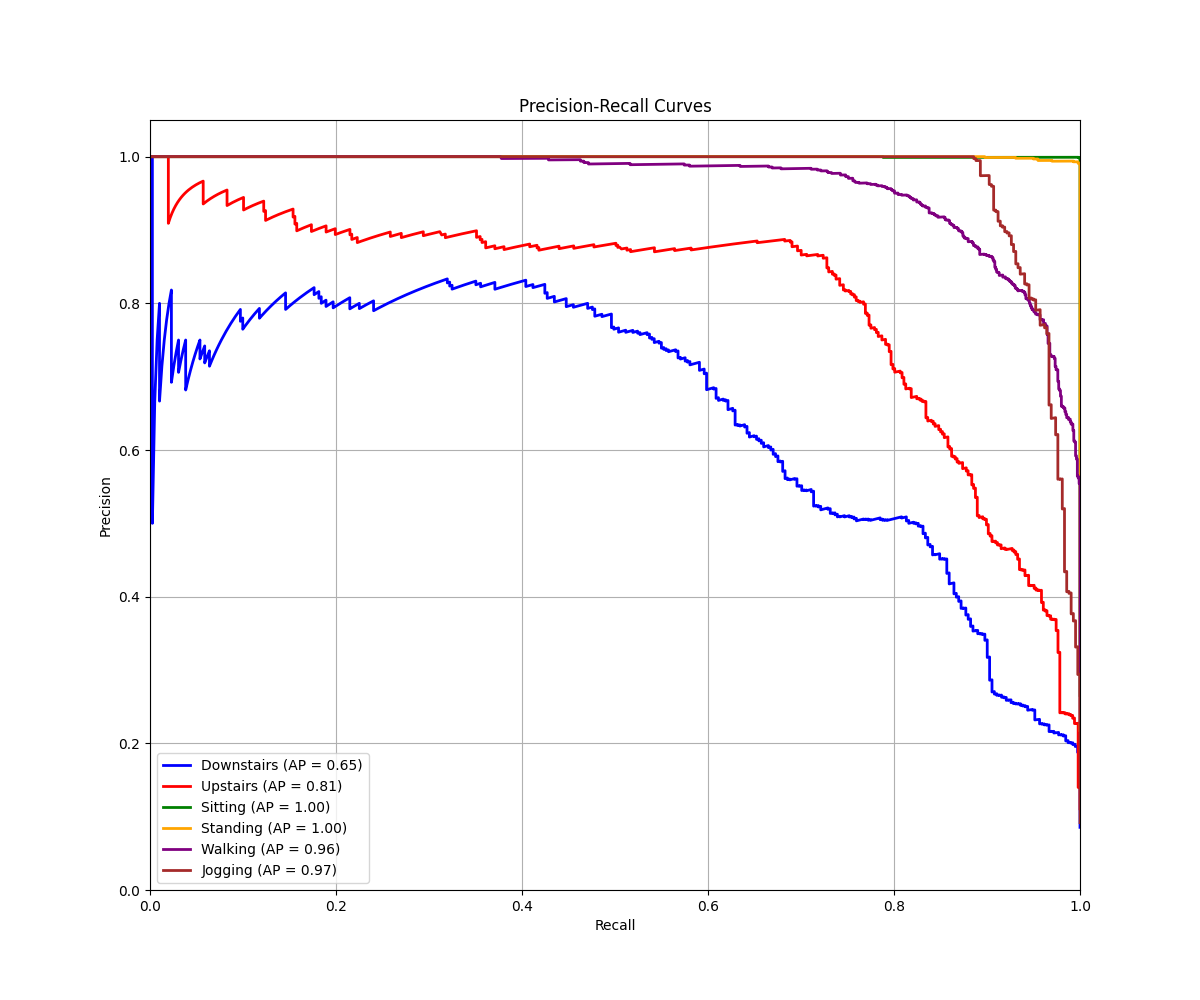 Precision-Recall Curves
1.0
0.8
0.6
0.4
0.2
0.0
Precision
Downstairs (AP = 0.65)
Upstairs (AP = 0.81)
Sitting (AP = 1.00)
Standing (AP = 1.00)
Walking (AP = 0.96)
Jogging (AP = 0.97)
0.0 0.2 0.4 0.6 0.8 1.0
Recall